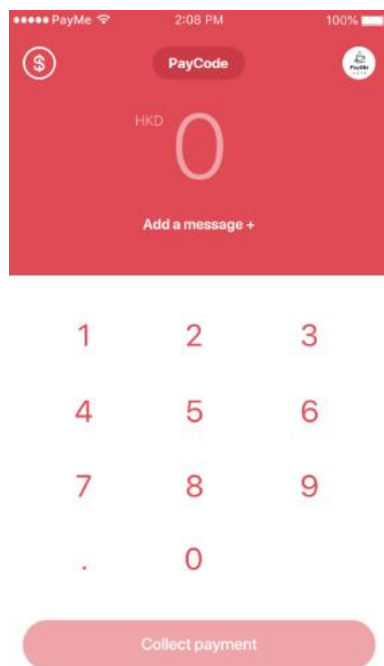 PayMe 2:08 PM 100%
$ PayCode PayMe
HKD 0
Add a message +
1 2 3
4 5 6
7 8 9
. 0
Collect payment